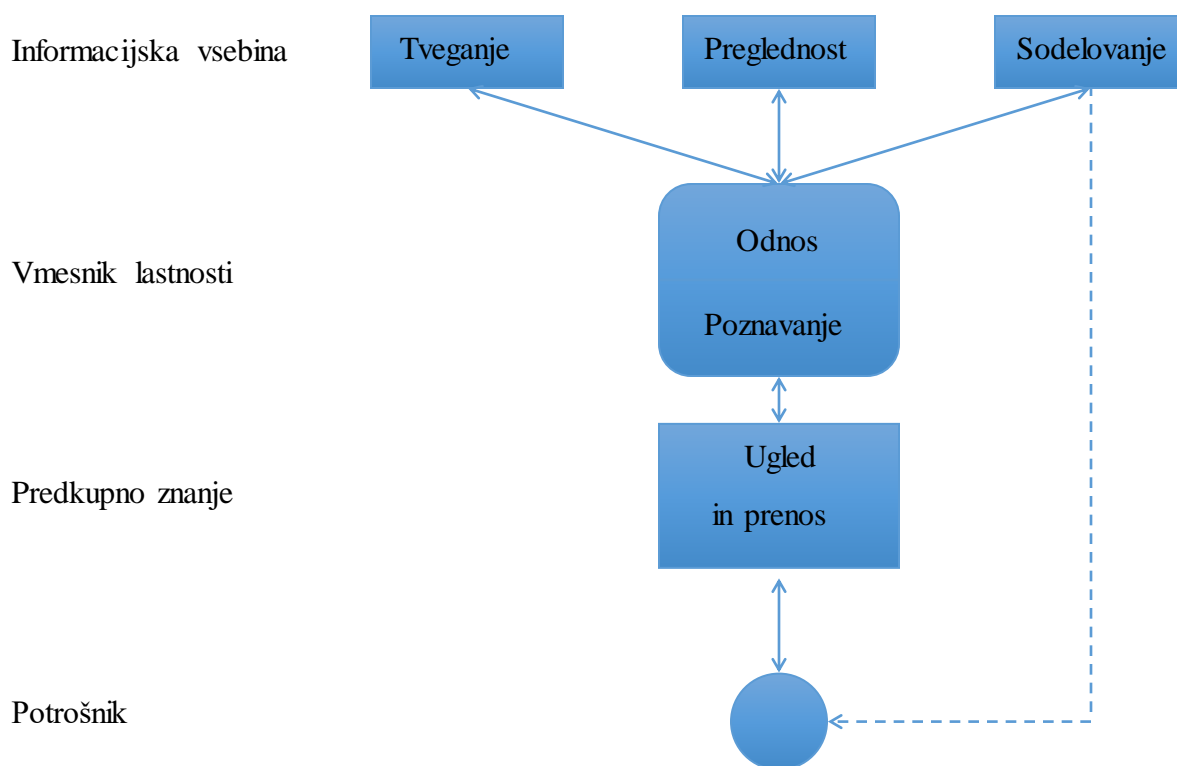 Informacijska vsebina
Tveganje
Preglednost
Sodelovanje
Vmesnik lastnosti
Odnos
Poznavanje
Predkupno znanje
Ugled
in prenos
Potrošnik